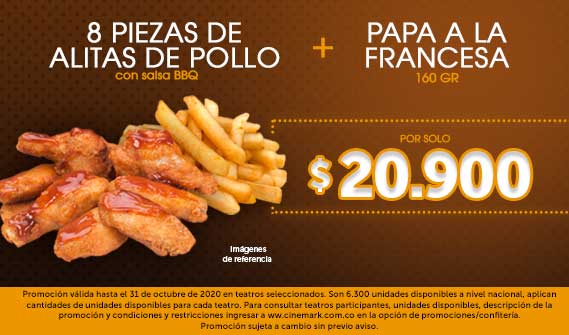 8 PIEZAS DE
ALITAS DE POLLO
con salsa BBQ
+
PAPA A LA
FRANCESA
160 GR
POR SOLO
$ 20.900
Imágenes
de referencia
Promoción válida hasta el 31 de octubre de 2020 en teatros seleccionados. Son 6.300 unidades disponibles a nivel nacional, aplican
cantidades de unidades disponibles para cada teatro. Para consultar teatros participantes, unidades disponibles, descripción de la
promoción y condiciones y restricciones ingresar a ww.cinemark.com.co en la opción de promociones/confitería.
Promoción sujeta a cambio sin previo aviso.